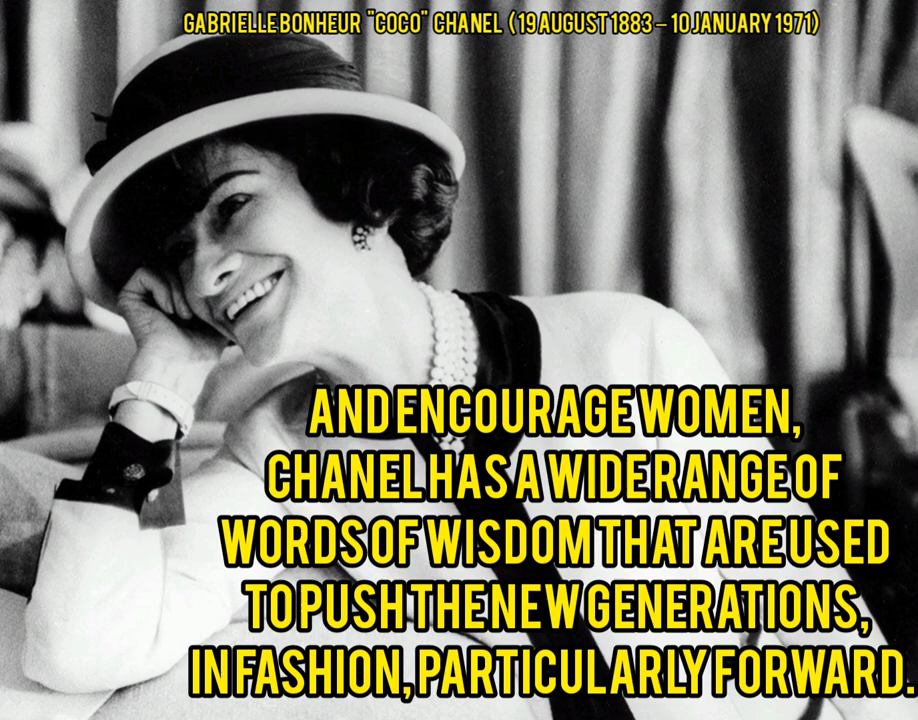 GABRIELLE BONHEUR "COCO" CHANEL (19 AUGUST 1883 – 10 JANUARY 1971)
AND ENCOURAGE WOMEN,
CHANEL HAS A WIDE RANGE OF
WORDS OF WISDOM THAT ARE USED
TO PUSH THE NEW GENERATIONS,
IN FASHION, PARTICULARLY FORWARD.